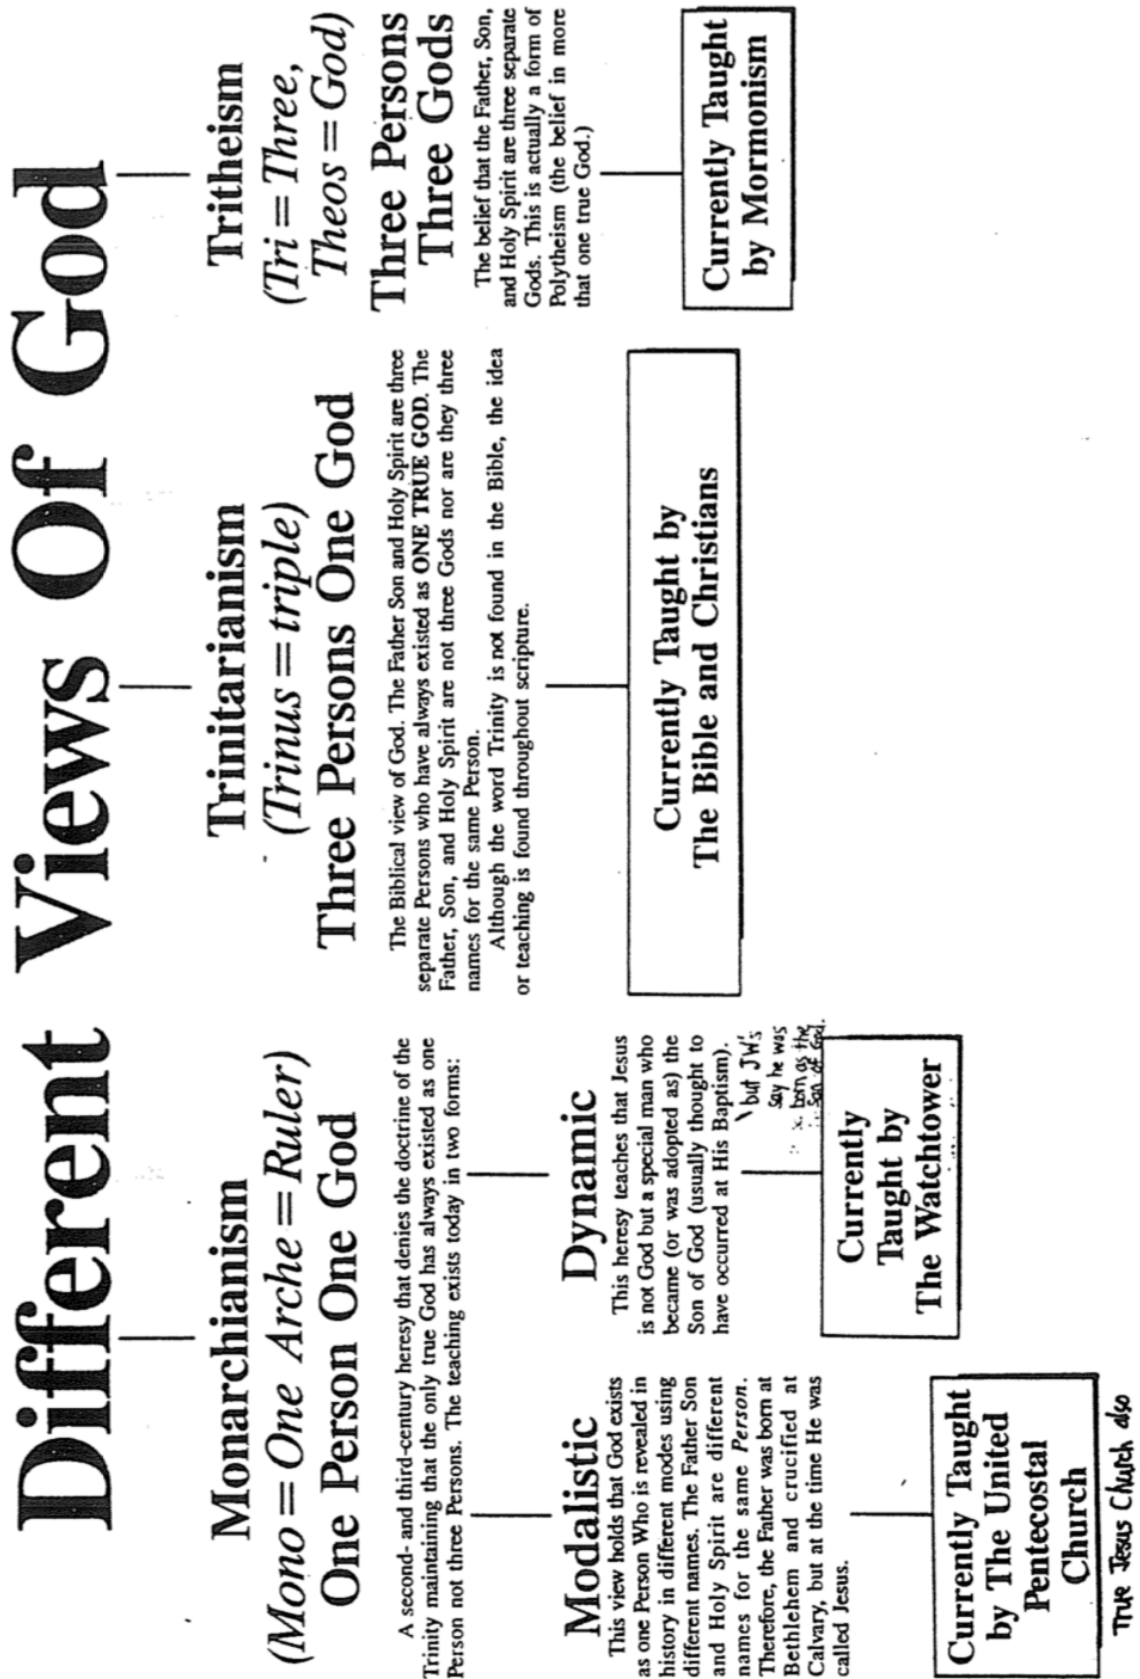 Different Views Of God
Monarchianism
(Mono = One Arche = Ruler)
One Person One God
A second- and third-century heresy that denies the doctrine of the
Trinity maintaining that the only true God has always existed as one
Person not three Persons. The teaching exists today in two forms:
Modalistic
This view holds that God exists
as one Person Who is revealed in
history in different modes using
different names. The Father Son
and Holy Spirit are different
names for the same Person.
Therefore, the Father was born at
Bethlehem and crucified at
Calvary, but at the time He was
called Jesus.
Currently Taught
by The United
Pentecostal
Church
True Jesus Church also
Dynamic
This heresy teaches that Jesus
is not God but a special man who
became (or was adopted as) the
Son of God (usually thought to
have occurred at His Baptism).
but JW's
say he was
born as the
Son of God.
Currently
Taught by
The Watchtower
Trinitarianism
(Trinus = triple)
Three Persons One God
The Biblical view of God. The Father Son and Holy Spirit are three
separate Persons who have always existed as ONE TRUE GOD. The
Father, Son, and Holy Spirit are not three Gods nor are they three
names for the same Person.
Although the word Trinity is not found in the Bible, the idea
or teaching is found throughout scripture.
Currently Taught by
The Bible and Christians
Tritheism
(Tri = Three,
Theos = God)
Three Persons
Three Gods
The belief that the Father, Son,
and Holy Spirit are three separate
Gods. This is actually a form of
Polytheism (the belief in more
that one true God.)
Currently Taught
by Mormonism